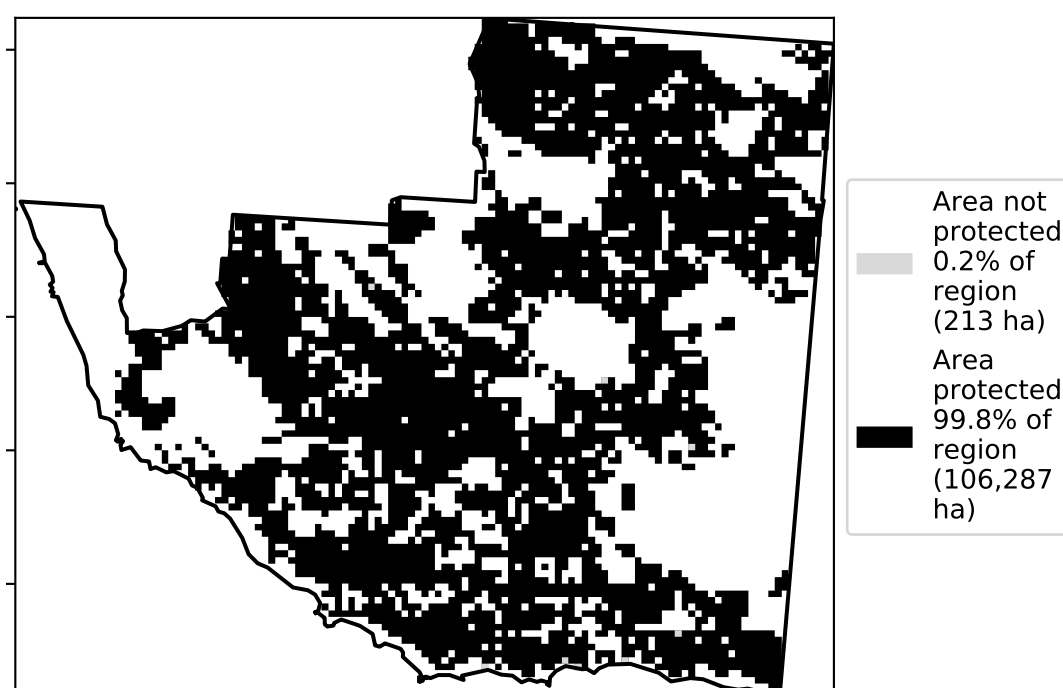 Area not
protected
0.2% of
region
(213 ha)
Area
protected
99.8% of
region
(106,287
ha)